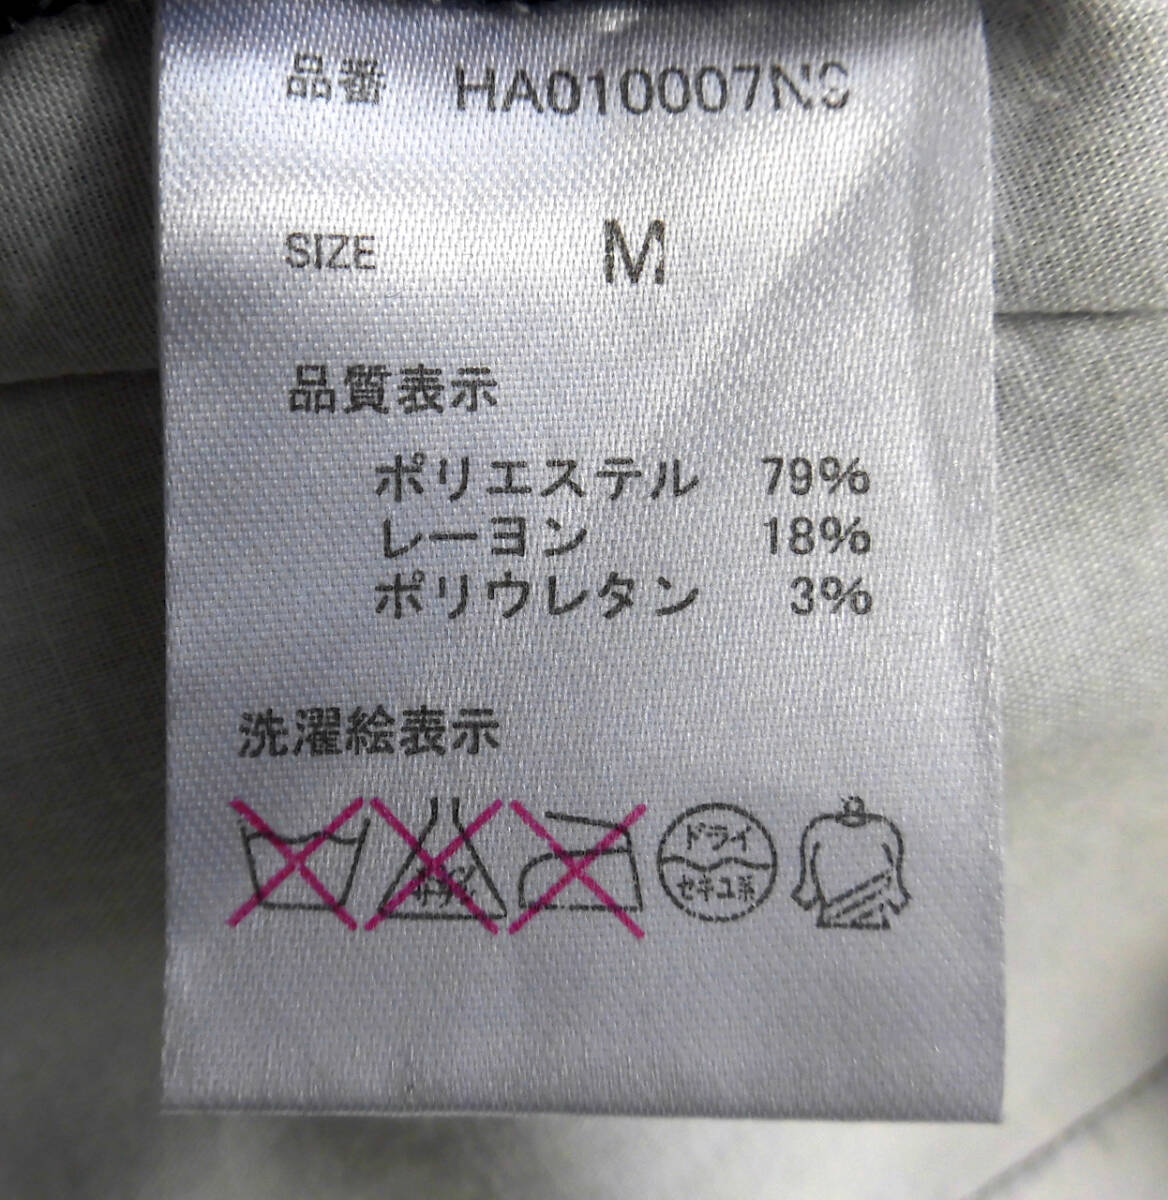 品番 HA010007NS
SIZE M
品質表示
ポリエステル 79%
レーヨン 18%
ポリウレタン 3%
洗濯絵表示
ドライ
セキユ系